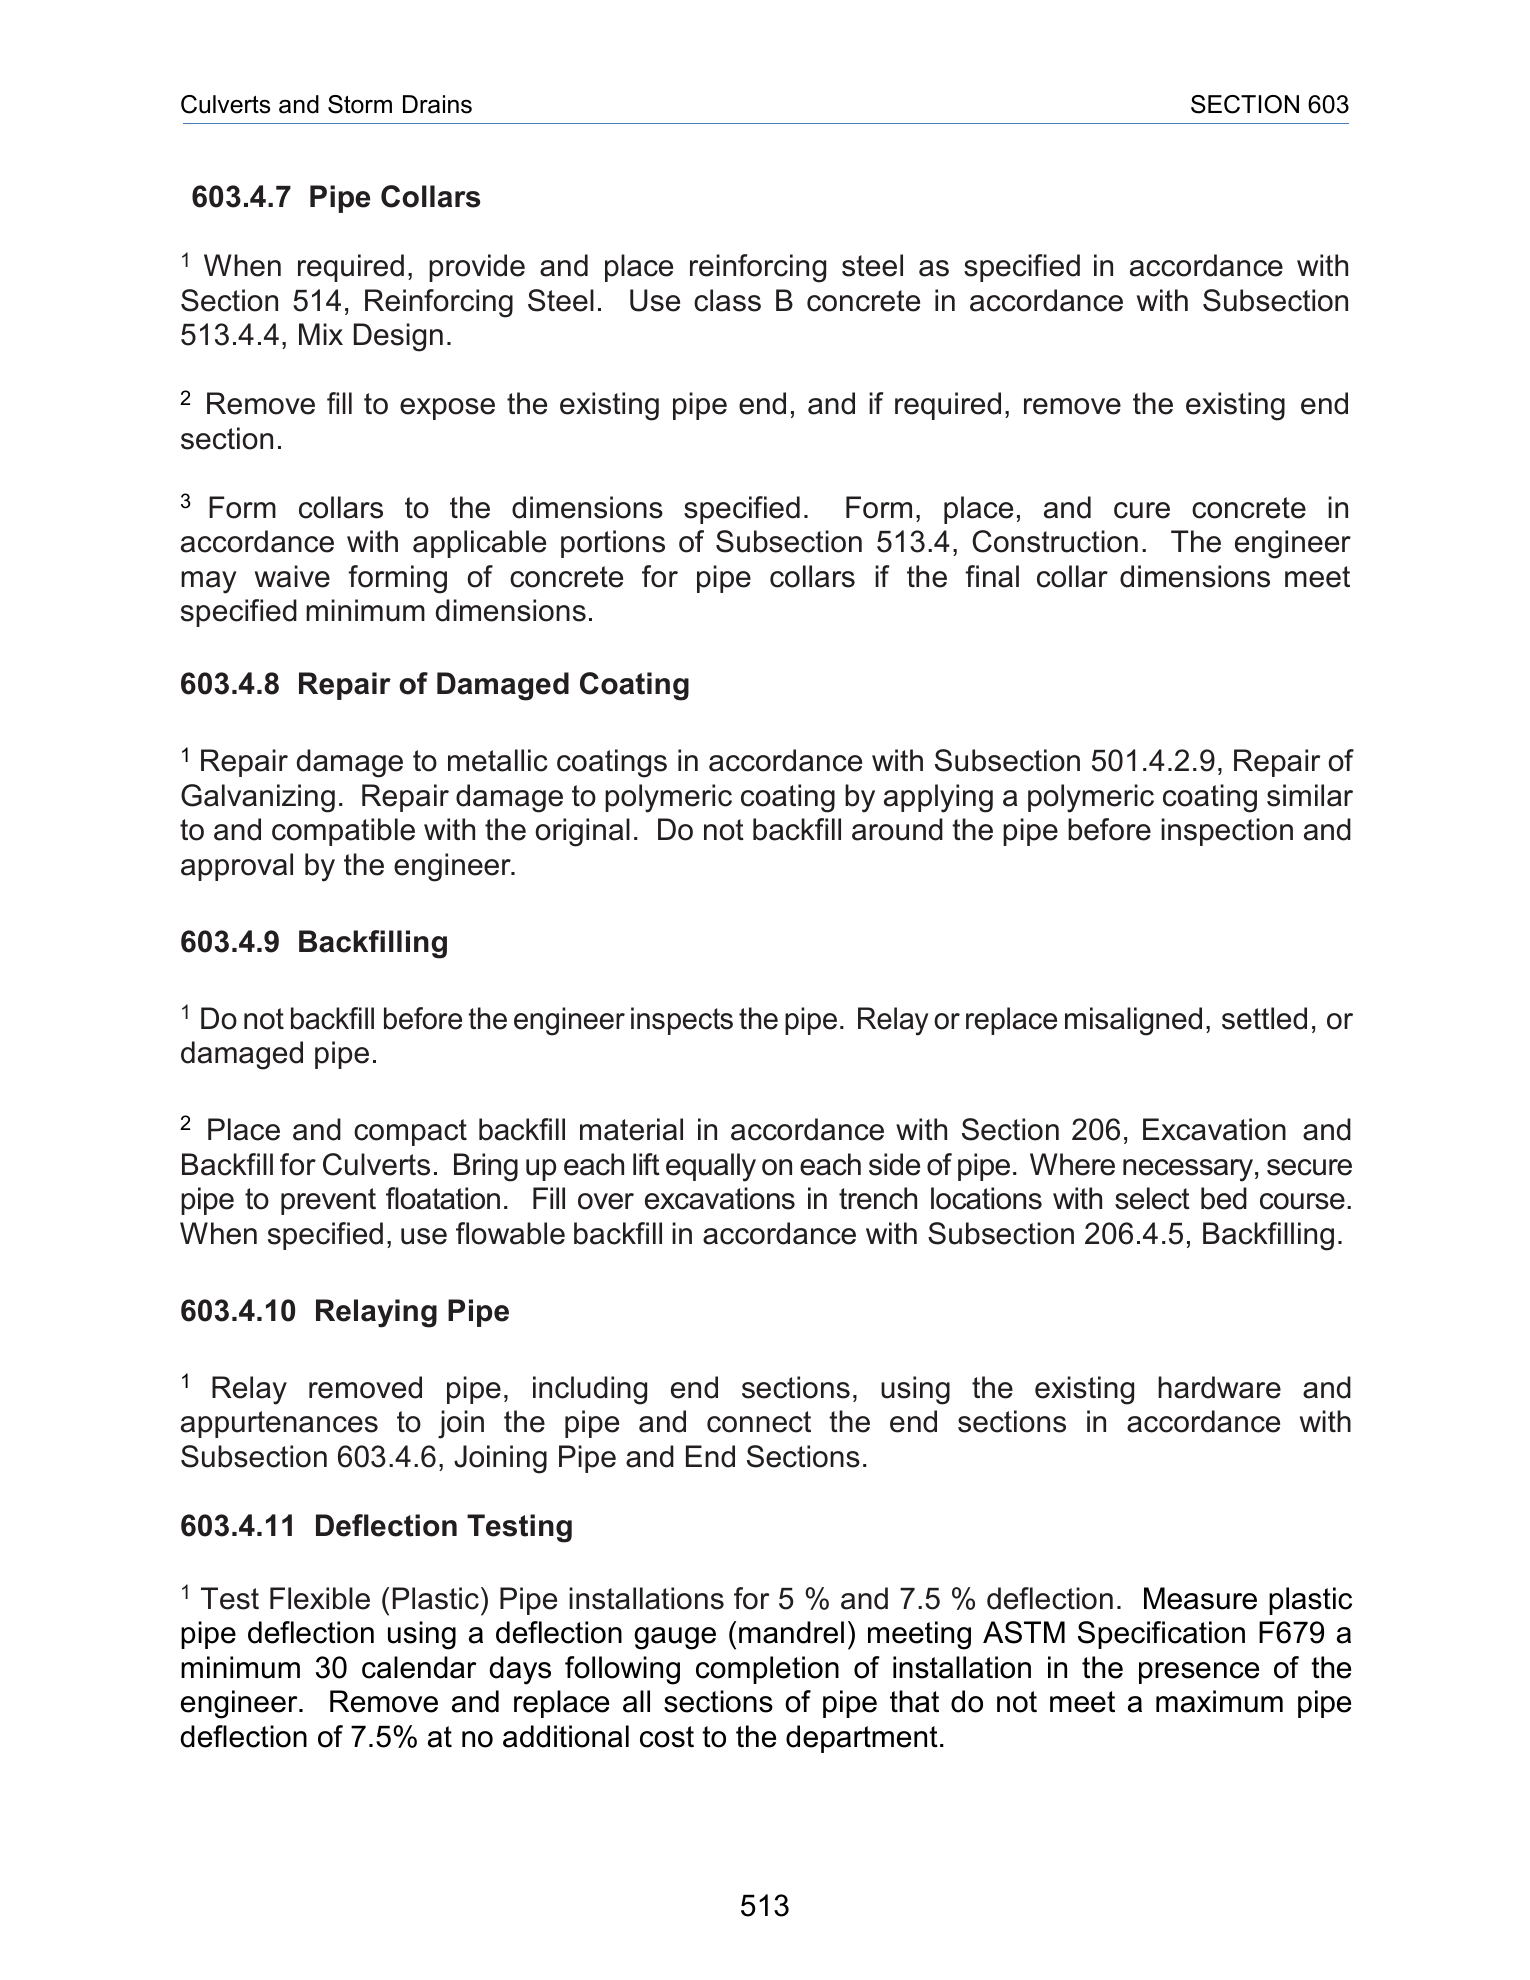 Culverts and Storm Drains SECTION 603
603.4.7 Pipe Collars
1 When required, provide and place reinforcing steel as specified in accordance with
Section 514, Reinforcing Steel. Use class B concrete in accordance with Subsection
513.4.4, Mix Design.
2 Remove fill to expose the existing pipe end, and if required, remove the existing end
section.
3 Form collars to the dimensions specified. Form, place, and cure concrete in
accordance with applicable portions of Subsection 513.4, Construction. The engineer
may waive forming of concrete for pipe collars if the final collar dimensions meet
specified minimum dimensions.
603.4.8 Repair of Damaged Coating
1 Repair damage to metallic coatings in accordance with Subsection 501.4.2.9, Repair of
Galvanizing. Repair damage to polymeric coating by applying a polymeric coating similar
to and compatible with the original. Do not backfill around the pipe before inspection and
approval by the engineer.
603.4.9 Backfilling
1 Do not backfill before the engineer inspects the pipe. Relay or replace misaligned, settled, or
damaged pipe.
2 Place and compact backfill material in accordance with Section 206, Excavation and
Backfill for Culverts. Bring up each lift equally on each side of pipe. Where necessary, secure
pipe to prevent floatation. Fill over excavations in trench locations with select bed course.
When specified, use flowable backfill in accordance with Subsection 206.4.5, Backfilling.
603.4.10 Relaying Pipe
1 Relay removed pipe, including end sections, using the existing hardware and
appurtenances to join the pipe and connect the end sections in accordance with
Subsection 603.4.6, Joining Pipe and End Sections.
603.4.11 Deflection Testing
1 Test Flexible (Plastic) Pipe installations for 5 % and 7.5 % deflection. Measure plastic
pipe deflection using a deflection gauge (mandrel) meeting ASTM Specification F679 a
minimum 30 calendar days following completion of installation in the presence of the
engineer. Remove and replace all sections of pipe that do not meet a maximum pipe
deflection of 7.5% at no additional cost to the department.
513